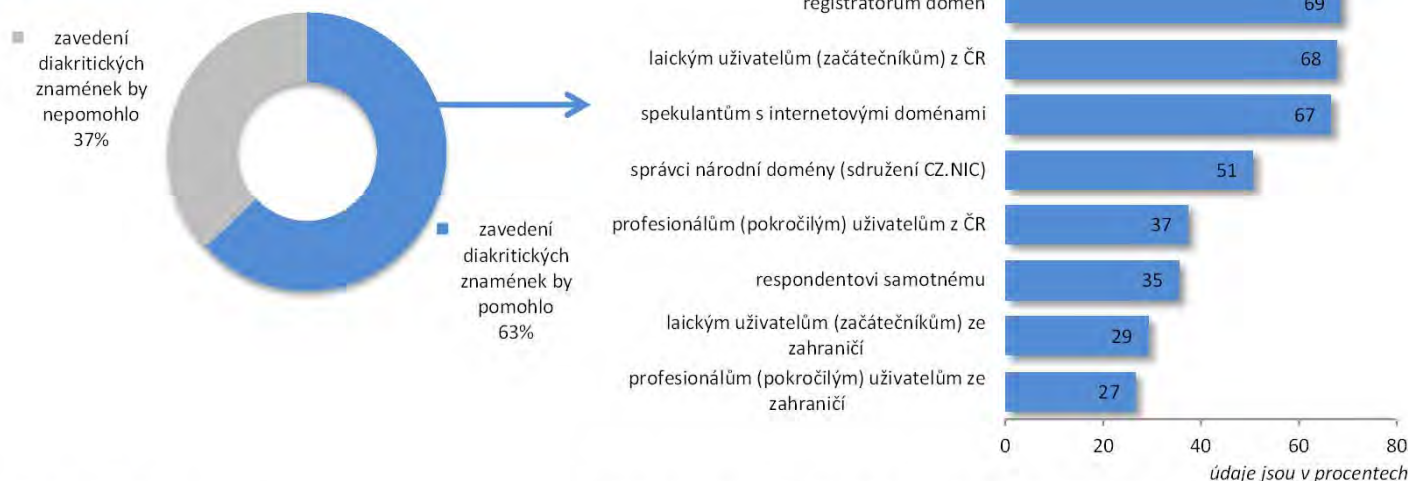 zavedení
diakritických
znamének by
nepomohlo
37%
zavedení
diakritických
znamének by
pomohlo
63%
registrátorům domén
69
laickým uživatelům (začátečníkům) z ČR
68
spekulantům s internetovými doménami
67
správci národní domény (sdružení CZ.NIC)
51
profesionálům (pokročilým) uživatelům z ČR
37
respondentovi samotnému
35
laickým uživatelům (začátečníkům) ze
zahraničí
29
profesionálům (pokročilým) uživatelům ze
zahraničí
27
0 20 40 60 80
údaje jsou v procentech